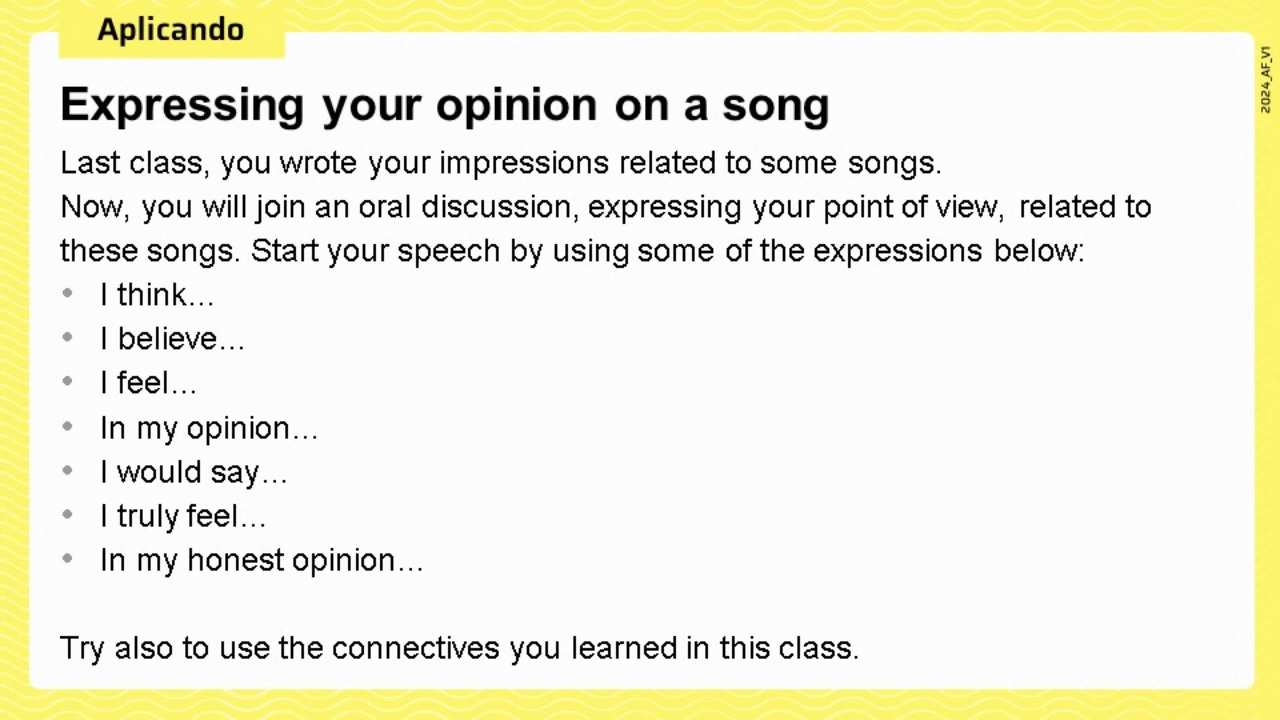 Aplicando
2024_AF_V1
Expressing your opinion on a song
Last class, you wrote your impressions related to some songs.
Now, you will join an oral discussion, expressing your point of view, related to
these songs. Start your speech by using some of the expressions below:
• I think...
• I believe...
• I feel...
• In my opinion...
• I would say...
• I truly feel...
• In my honest opinion...
Try also to use the connectives you learned in this class.